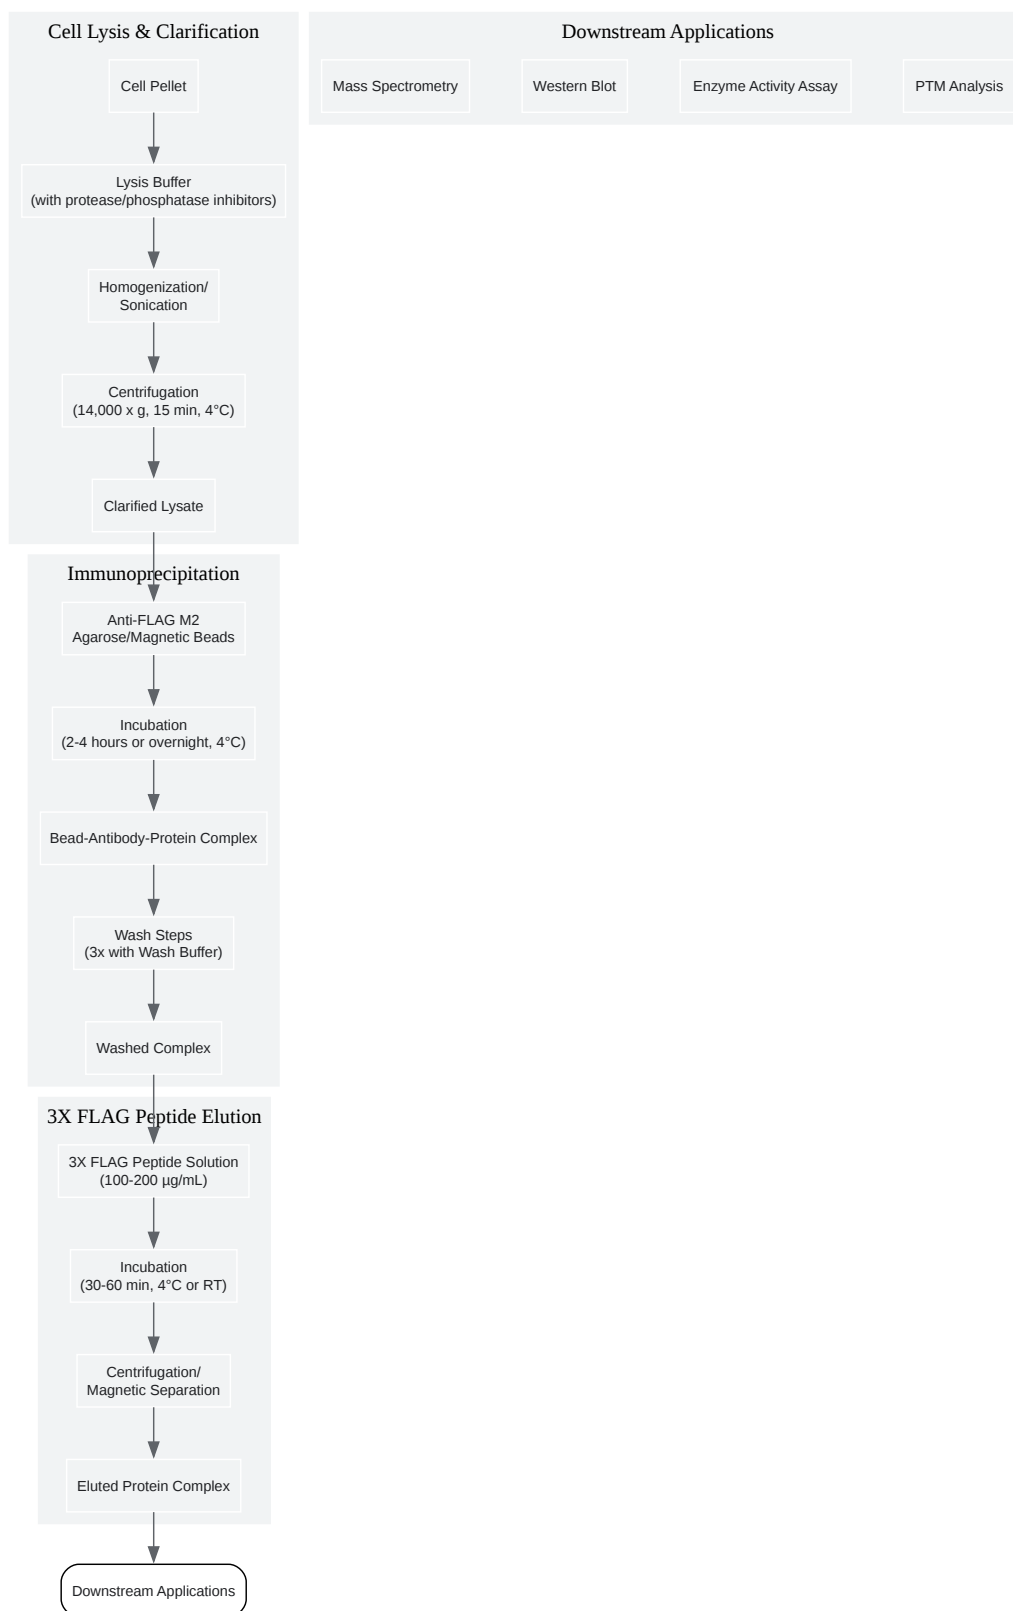 Cell Lysis & Clarification
Cell Pellet
Lysis Buffer
(with protease/phosphatase inhibitors)
Homogenization/
Sonication
Centrifugation
(14,000 x g, 15 min, 4°C)
Clarified Lysate
Immunoprecipitation
Anti-FLAG M2
Agarose/Magnetic Beads
Incubation
(2-4 hours or overnight, 4°C)
Bead-Antibody-Protein Complex
Wash Steps
(3x with Wash Buffer)
Washed Complex
3X FLAG Peptide Elution
3X FLAG Peptide Solution
(100-200 µg/mL)
Incubation
(30-60 min, 4°C or RT)
Centrifugation/
Magnetic Separation
Eluted Protein Complex
Downstream Applications
Downstream Applications
Mass Spectrometry
Western Blot
Enzyme Activity Assay
PTM Analysis